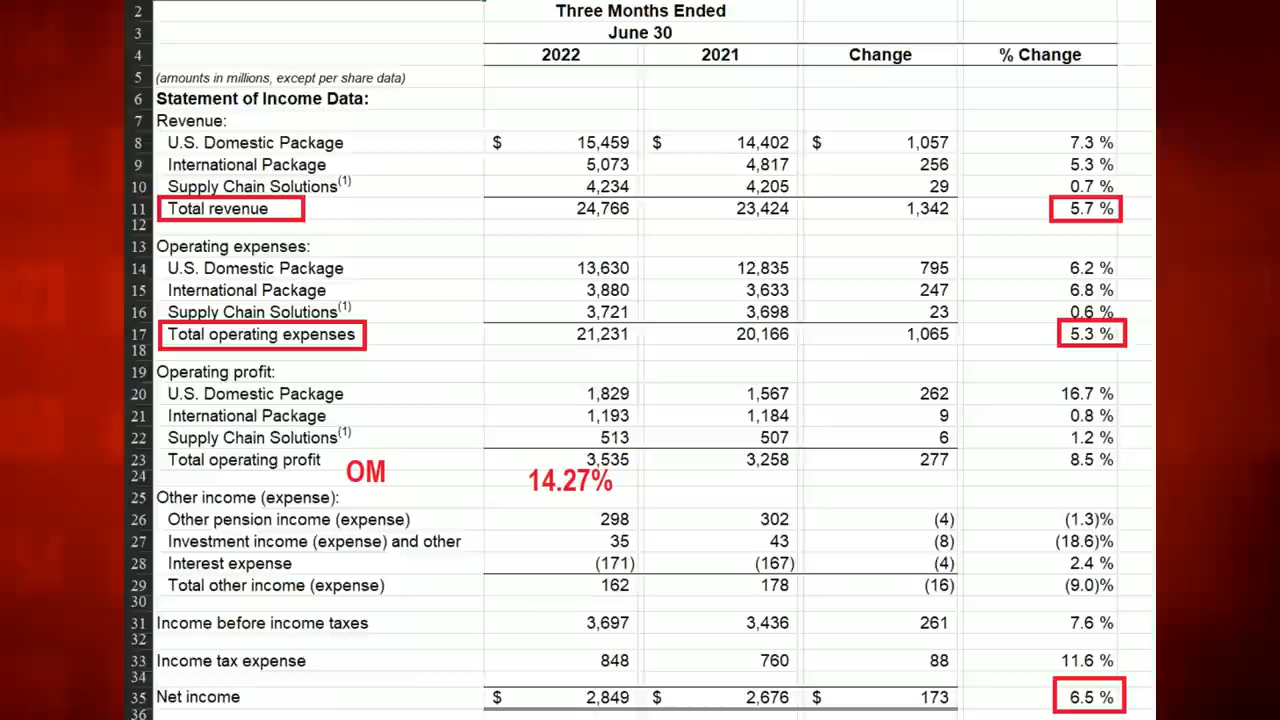 2 Three Months Ended
3 June 30
4 2022 2021 Change % Change
5 (amounts in millions, except per share data)
6 Statement of Income Data:
7 Revenue:
8 U.S. Domestic Package $ 15,459 $ 14,402 $ 1,057 7.3 %
9 International Package 5,073 4,817 256 5.3 %
10 Supply Chain Solutions(1) 4,234 4,205 29 0.7 %
11 Total revenue 24,766 23,424 1,342 5.7 %
12
13 Operating expenses:
14 U.S. Domestic Package 13,630 12,835 795 6.2 %
15 International Package 3,880 3,633 247 6.8 %
16 Supply Chain Solutions(1) 3,721 3,698 23 0.6 %
17 Total operating expenses 21,231 20,166 1,065 5.3 %
18
19 Operating profit:
20 U.S. Domestic Package 1,829 1,567 262 16.7 %
21 International Package 1,193 1,184 9 0.8 %
22 Supply Chain Solutions(1) 513 507 6 1.2 %
23 Total operating profit 3,535 3,258 277 8.5 %
24 OM 14.27%
25 Other income (expense):
26 Other pension income (expense) 298 302 (4) (1.3)%
27 Investment income (expense) and other 35 43 (8) (18.6)%
28 Interest expense (171) (167) (4) 2.4 %
29 Total other income (expense) 162 178 (16) (9.0)%
30
31 Income before income taxes 3,697 3,436 261 7.6 %
32
33 Income tax expense 848 760 88 11.6 %
34
35 Net income $ 2,849 $ 2,676 $ 173 6.5 %
36